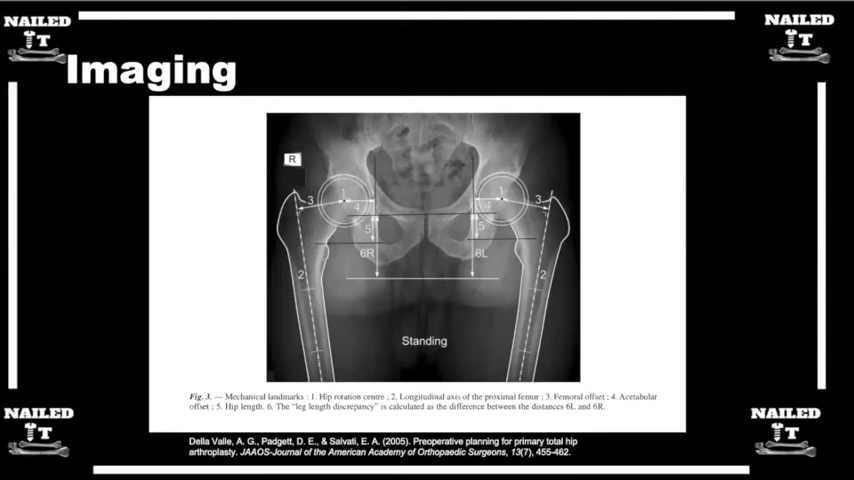 NAILED
IT
NAILED
IT
Imaging
R
1
1
3
3
4
4
5
5
6R
6L
2
2
Standing
Fig. 3. — Mechanical landmarks : 1. Hip rotation centre ; 2. Longitudinal axis of the proximal femur ; 3. Femoral offset ; 4. Acetabular
offset ; 5. Hip length. 6. The “leg length discrepancy” is calculated as the difference between the distances 6L and 6R.
NAILED
IT
NAILED
IT
Della Valle, A. G., Padgett, D. E., & Salvati, E. A. (2005). Preoperative planning for primary total hip
arthroplasty. JAAOS-Journal of the American Academy of Orthopaedic Surgeons, 13(7), 455-462.